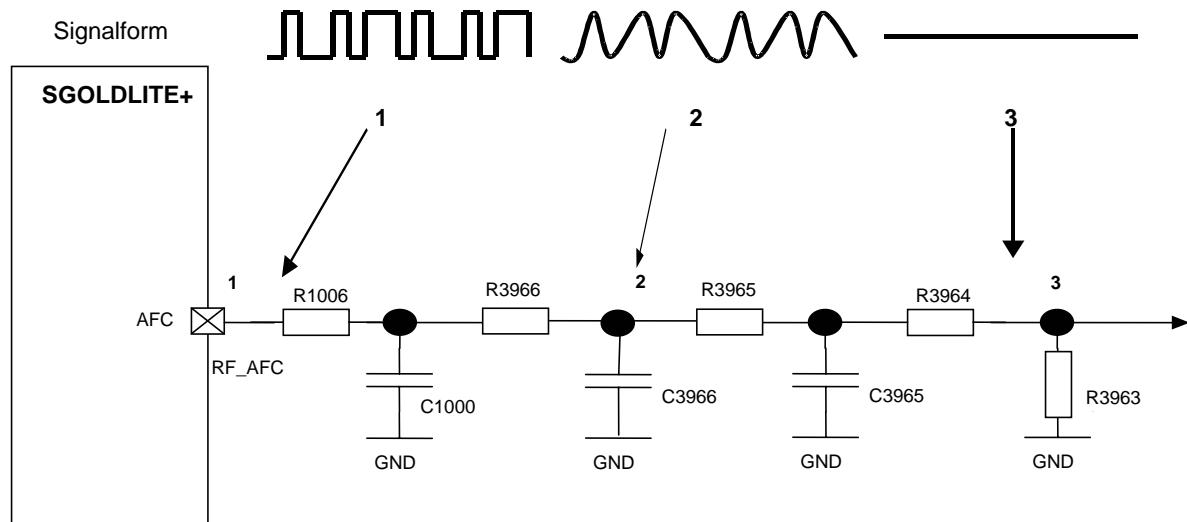 Signalform
SGOLDLITE+
1
2
3
1
R1006
R3966
2
R3965
R3964
3
AFC
RF_AFC
C1000
C3966
C3965
R3963
GND
GND
GND
GND